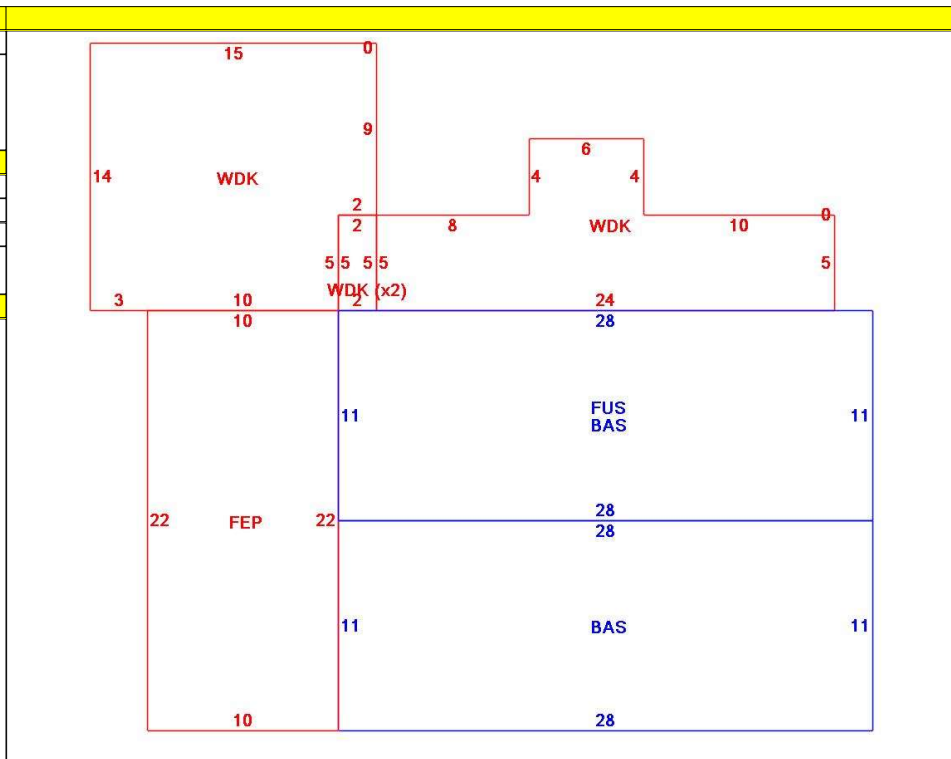 15 0
9
6
14 WDK 4 4
2
2 8 WDK 10 0
5 5 5 5 5
WDK (x2)
3 10 2 24
10 28
FUS
11 BAS 11
22 FEP 22 28
28
11 BAS 11
10 28